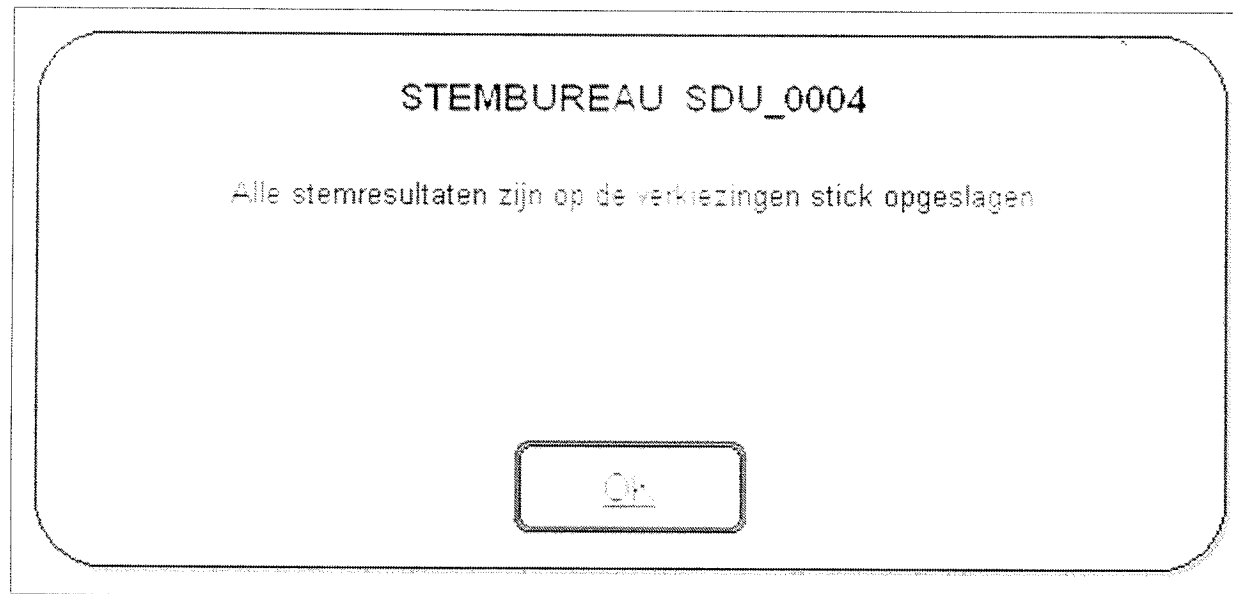 STEMBUREAU SDU_0004
Alle stemresultaten zijn op de verkiezingen stick opgeslagen
OK